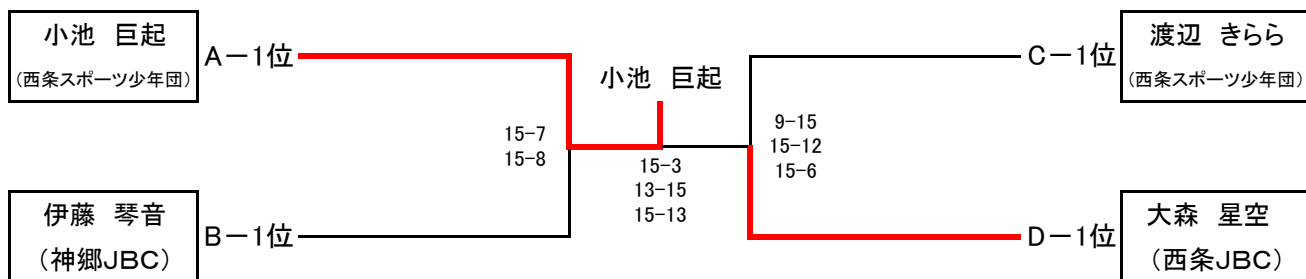 小池　巨起
(西条スポーツ少年団)
A－1位
小池　巨起
C－1位
渡辺　きらら
(西条スポーツ少年団)
15-7
15-8
15-3
13-15
15-13
9-15
15-12
15-6
伊藤　琴音
(神郷JBC)
B－1位
D－1位
大森　星空
(西条JBC)